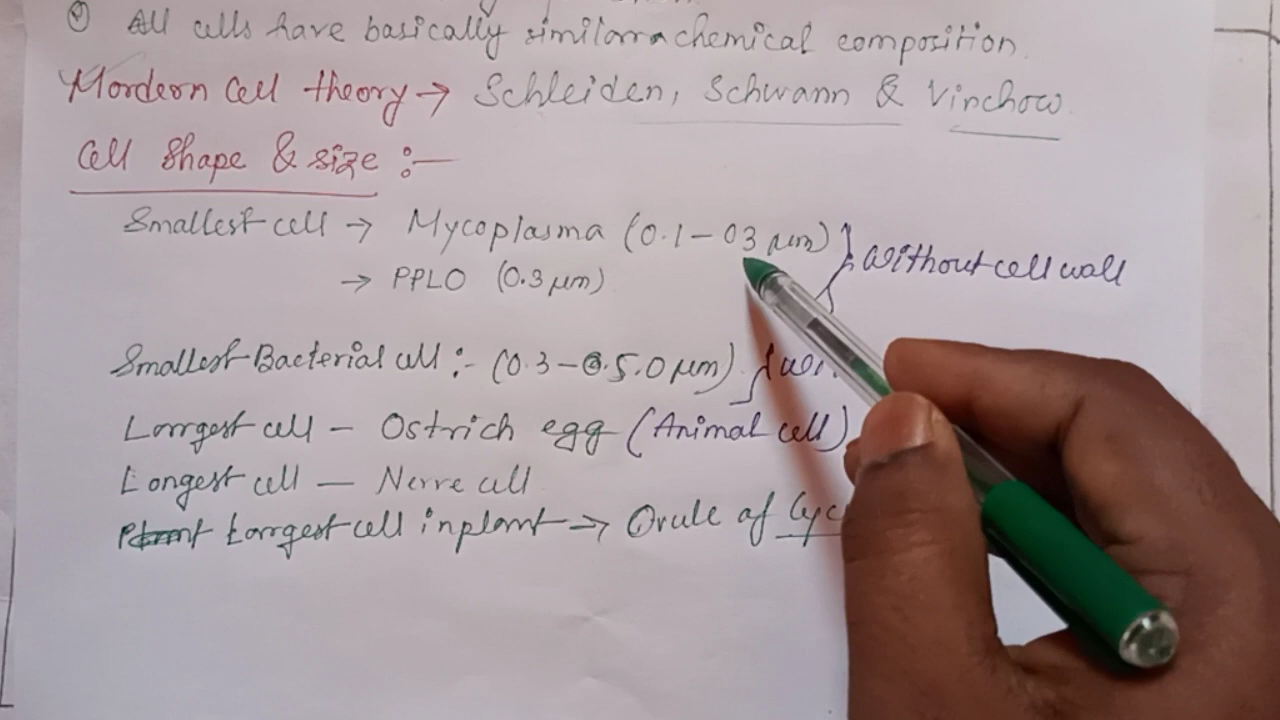 All cells have basically similar chemical composition.
Mordern Cell theory → Schleiden, Schwann & Virchow.
Cell Shape & size :-
Smallest cell → Mycoplasma (0.1 - 03 μm) } Without cell wall
→ PPLO (0.3 μm)
Smallest Bacterial cell :- (0.3 - 5.0 μm)
Largest cell - Ostrich egg (Animal cell)
Longest cell - Nerve cell
Largest cell in plant → Ovule of Cyc